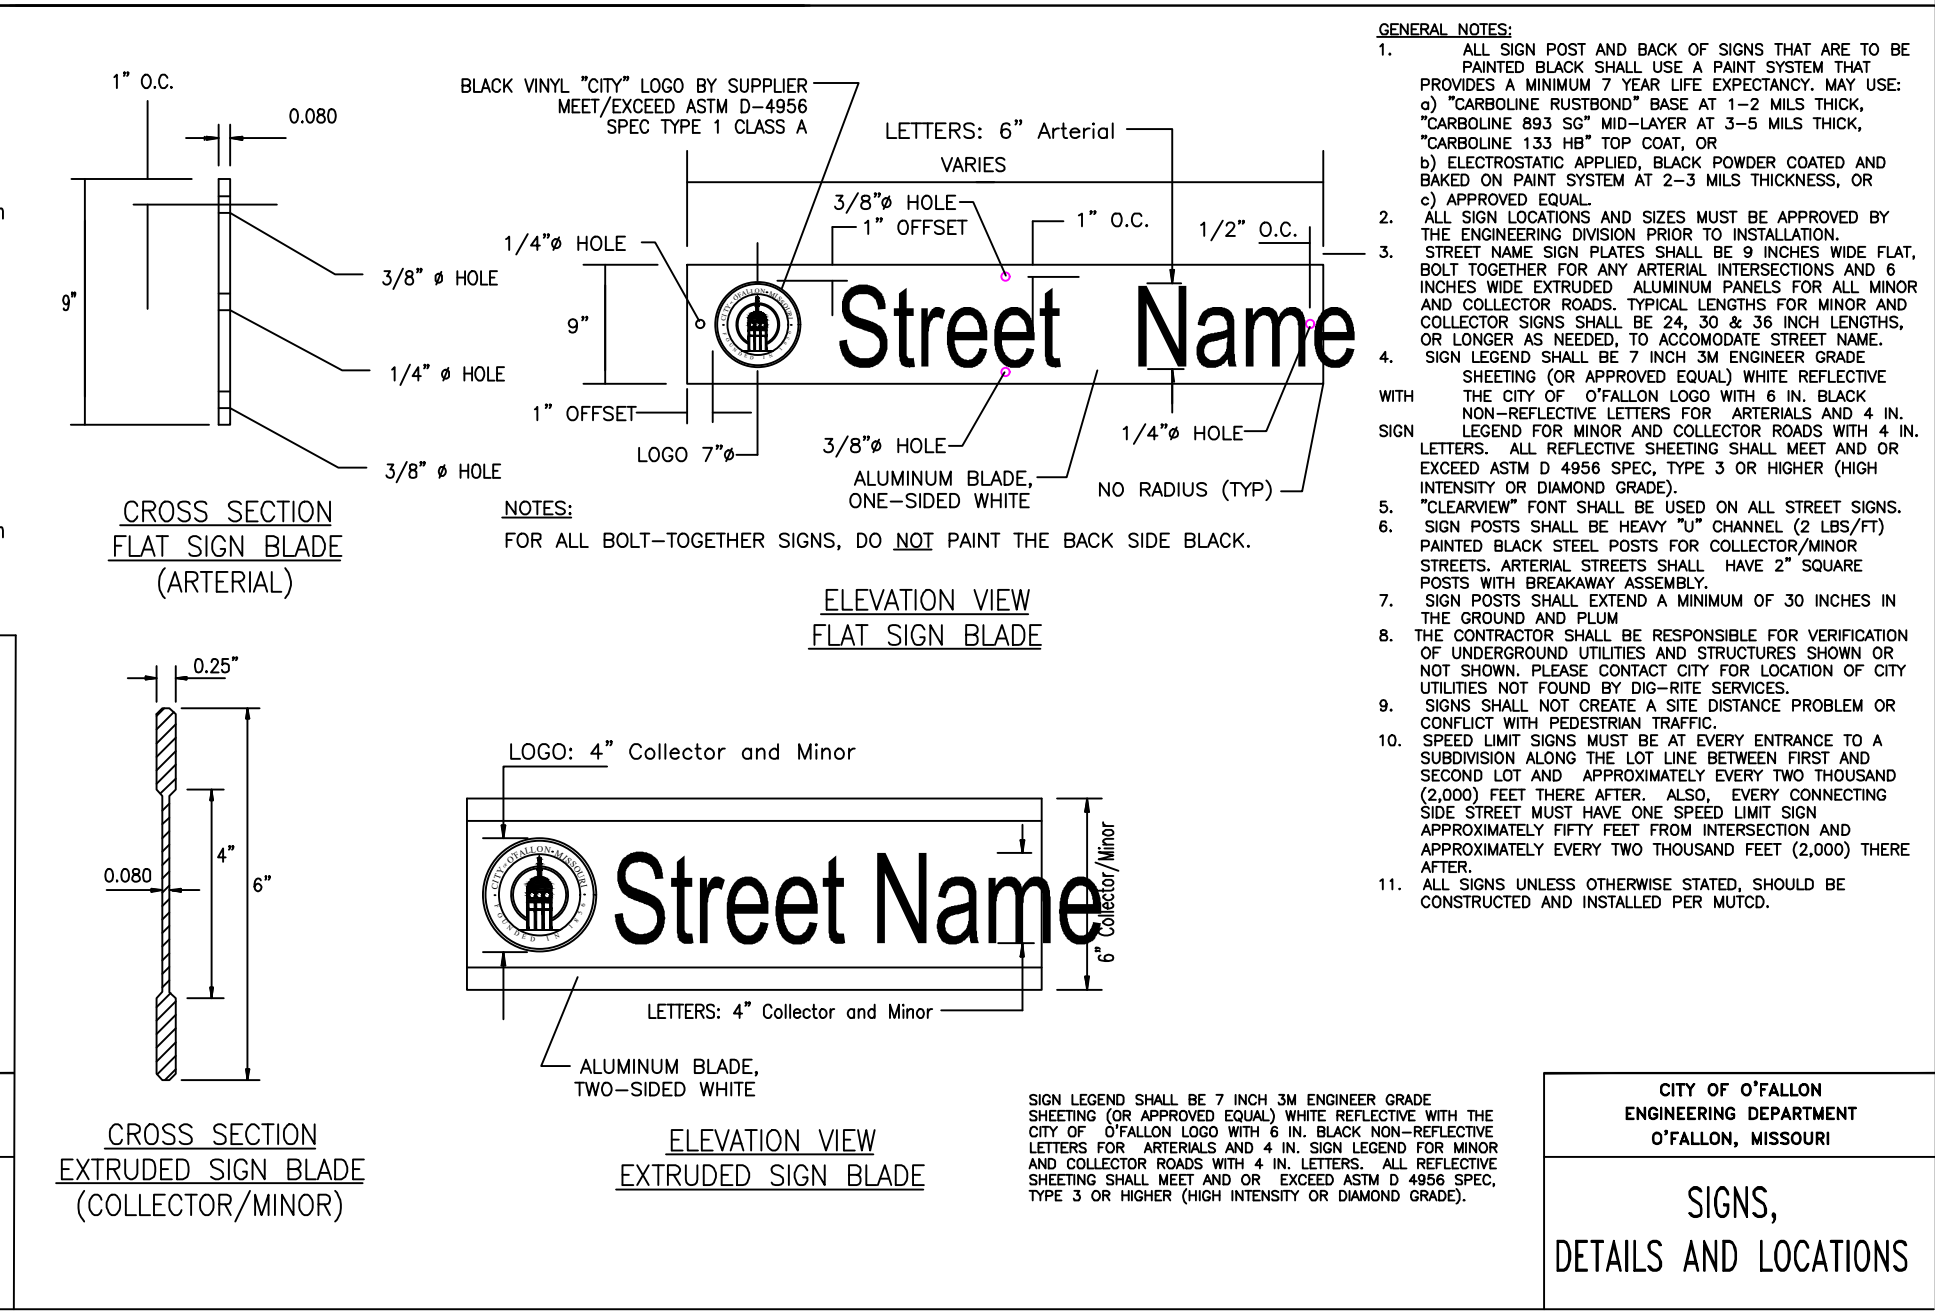 1" O.C.
0.080
9"
3/8" ø HOLE
1/4" ø HOLE
3/8" ø HOLE
CROSS SECTION
FLAT SIGN BLADE
(ARTERIAL)
BLACK VINYL "CITY" LOGO BY SUPPLIER
MEET/EXCEED ASTM D-4956
SPEC TYPE 1 CLASS A
LETTERS: 6" Arterial
VARIES
3/8"ø HOLE
1" OFFSET
1" O.C.
1/2" O.C.
1/4"ø HOLE
9"
CITY OF O'FALLON MISSOURI
FOUNDED IN 1856
Street Name
1" OFFSET
LOGO 7"ø
3/8"ø HOLE
1/4"ø HOLE
ALUMINUM BLADE,
ONE-SIDED WHITE
NO RADIUS (TYP)
NOTES:
FOR ALL BOLT-TOGETHER SIGNS, DO NOT PAINT THE BACK SIDE BLACK.
ELEVATION VIEW
FLAT SIGN BLADE
0.25"
0.080
4"
6"
CROSS SECTION
EXTRUDED SIGN BLADE
(COLLECTOR/MINOR)
LOGO: 4" Collector and Minor
CITY OF O'FALLON•MISSOURI
FOUNDED IN 1856
Street Name
6" Collector/Minor
LETTERS: 4" Collector and Minor
ALUMINUM BLADE,
TWO-SIDED WHITE
ELEVATION VIEW
EXTRUDED SIGN BLADE
GENERAL NOTES:
1. ALL SIGN POST AND BACK OF SIGNS THAT ARE TO BE
PAINTED BLACK SHALL USE A PAINT SYSTEM THAT
PROVIDES A MINIMUM 7 YEAR LIFE EXPECTANCY. MAY USE:
a) "CARBOLINE RUSTBOND" BASE AT 1-2 MILS THICK,
"CARBOLINE 893 SG" MID-LAYER AT 3-5 MILS THICK,
"CARBOLINE 133 HB" TOP COAT, OR
b) ELECTROSTATIC APPLIED, BLACK POWDER COATED AND
BAKED ON PAINT SYSTEM AT 2-3 MILS THICKNESS, OR
c) APPROVED EQUAL.
2. ALL SIGN LOCATIONS AND SIZES MUST BE APPROVED BY
THE ENGINEERING DIVISION PRIOR TO INSTALLATION.
3. STREET NAME SIGN PLATES SHALL BE 9 INCHES WIDE FLAT,
BOLT TOGETHER FOR ANY ARTERIAL INTERSECTIONS AND 6
INCHES WIDE EXTRUDED ALUMINUM PANELS FOR ALL MINOR
AND COLLECTOR ROADS. TYPICAL LENGTHS FOR MINOR AND
COLLECTOR SIGNS SHALL BE 24, 30 & 36 INCH LENGTHS,
OR LONGER AS NEEDED, TO ACCOMODATE STREET NAME.
4. SIGN LEGEND SHALL BE 7 INCH 3M ENGINEER GRADE
SHEETING (OR APPROVED EQUAL) WHITE REFLECTIVE
WITH THE CITY OF O'FALLON LOGO WITH 6 IN. BLACK
NON-REFLECTIVE LETTERS FOR ARTERIALS AND 4 IN.
SIGN LEGEND FOR MINOR AND COLLECTOR ROADS WITH 4 IN.
LETTERS. ALL REFLECTIVE SHEETING SHALL MEET AND OR
EXCEED ASTM D 4956 SPEC, TYPE 3 OR HIGHER (HIGH
INTENSITY OR DIAMOND GRADE).
5. "CLEARVIEW" FONT SHALL BE USED ON ALL STREET SIGNS.
6. SIGN POSTS SHALL BE HEAVY "U" CHANNEL (2 LBS/FT)
PAINTED BLACK STEEL POSTS FOR COLLECTOR/MINOR
STREETS. ARTERIAL STREETS SHALL HAVE 2" SQUARE
POSTS WITH BREAKAWAY ASSEMBLY.
7. SIGN POSTS SHALL EXTEND A MINIMUM OF 30 INCHES IN
THE GROUND AND PLUM
8. THE CONTRACTOR SHALL BE RESPONSIBLE FOR VERIFICATION
OF UNDERGROUND UTILITIES AND STRUCTURES SHOWN OR
NOT SHOWN. PLEASE CONTACT CITY FOR LOCATION OF CITY
UTILITIES NOT FOUND BY DIG-RITE SERVICES.
9. SIGNS SHALL NOT CREATE A SITE DISTANCE PROBLEM OR
CONFLICT WITH PEDESTRIAN TRAFFIC.
10. SPEED LIMIT SIGNS MUST BE AT EVERY ENTRANCE TO A
SUBDIVISION ALONG THE LOT LINE BETWEEN FIRST AND
SECOND LOT AND APPROXIMATELY EVERY TWO THOUSAND
(2,000) FEET THERE AFTER. ALSO, EVERY CONNECTING
SIDE STREET MUST HAVE ONE SPEED LIMIT SIGN
APPROXIMATELY FIFTY FEET FROM INTERSECTION AND
APPROXIMATELY EVERY TWO THOUSAND FEET (2,000) THERE
AFTER.
11. ALL SIGNS UNLESS OTHERWISE STATED, SHOULD BE
CONSTRUCTED AND INSTALLED PER MUTCD.
SIGN LEGEND SHALL BE 7 INCH 3M ENGINEER GRADE
SHEETING (OR APPROVED EQUAL) WHITE REFLECTIVE WITH THE
CITY OF O'FALLON LOGO WITH 6 IN. BLACK NON-REFLECTIVE
LETTERS FOR ARTERIALS AND 4 IN. SIGN LEGEND FOR MINOR
AND COLLECTOR ROADS WITH 4 IN. LETTERS. ALL REFLECTIVE
SHEETING SHALL MEET AND OR EXCEED ASTM D 4956 SPEC,
TYPE 3 OR HIGHER (HIGH INTENSITY OR DIAMOND GRADE).
CITY OF O'FALLON
ENGINEERING DEPARTMENT
O'FALLON, MISSOURI
SIGNS,
DETAILS AND LOCATIONS